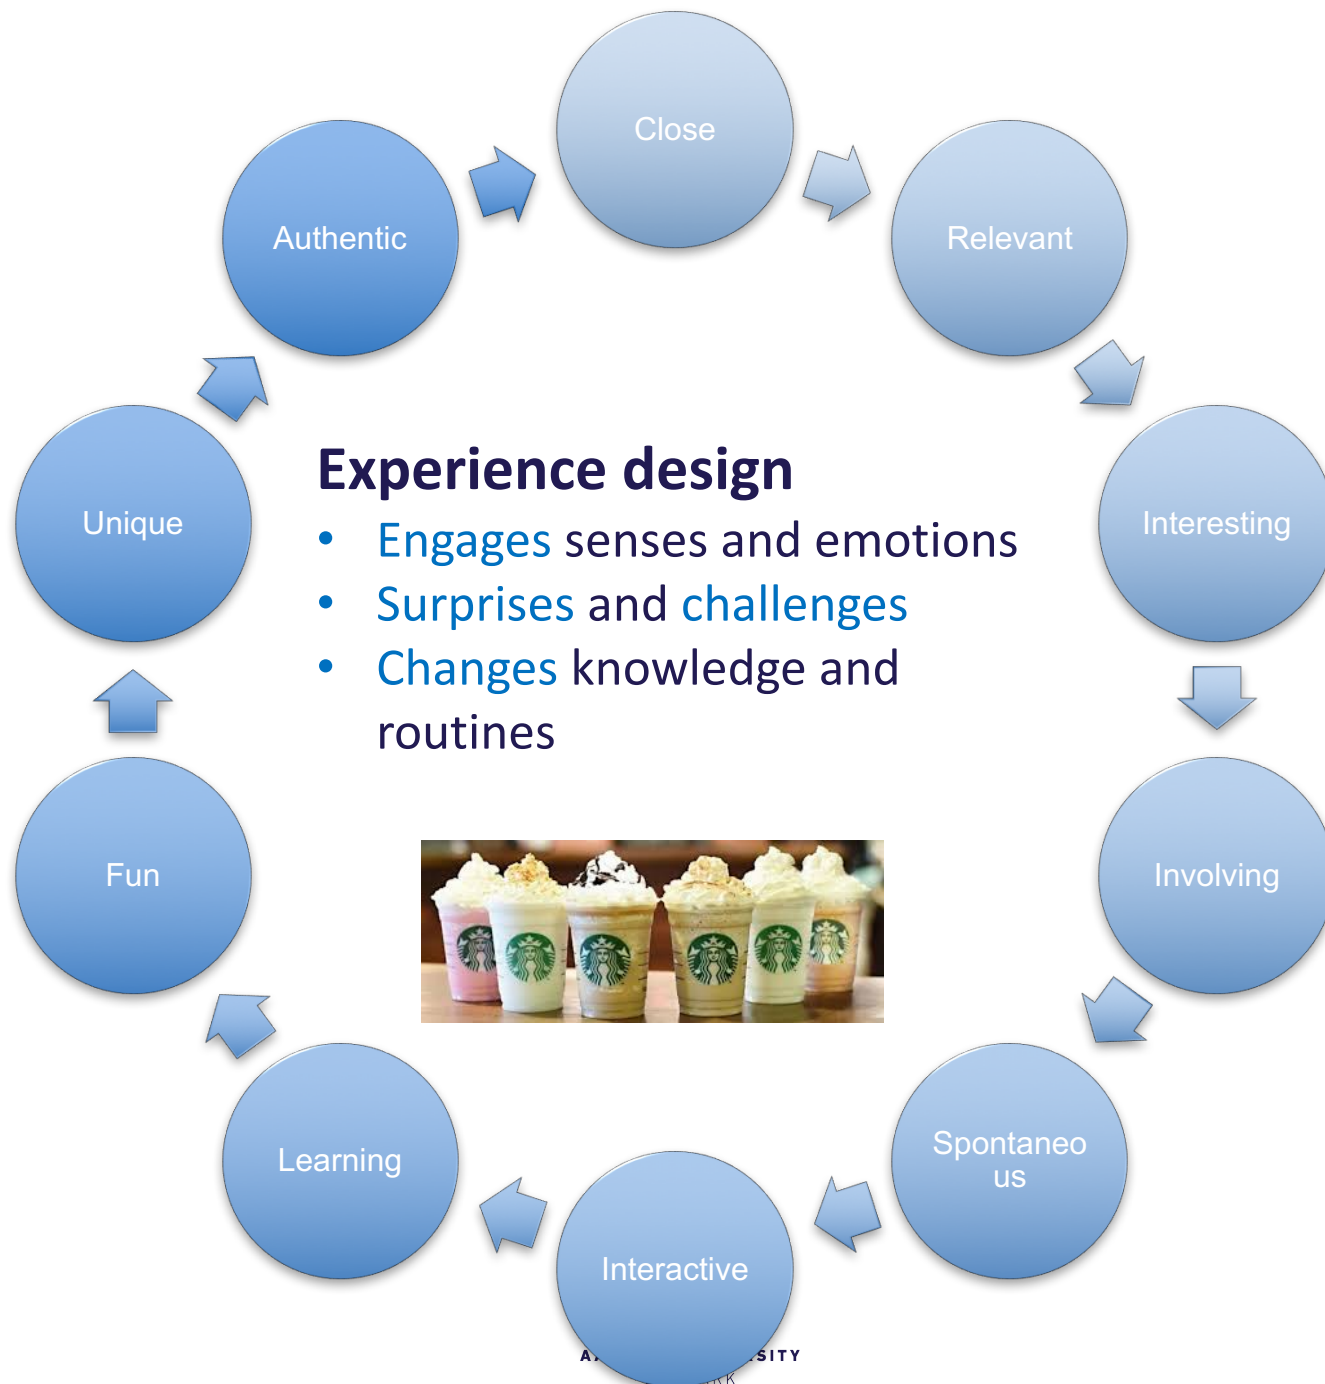 Close
Authentic
Relevant
Experience design
Unique
Interesting
• Engages senses and emotions
• Surprises and challenges
• Changes knowledge and
routines
Fun
Involving
Learning
Spontaneo
us
Interactive